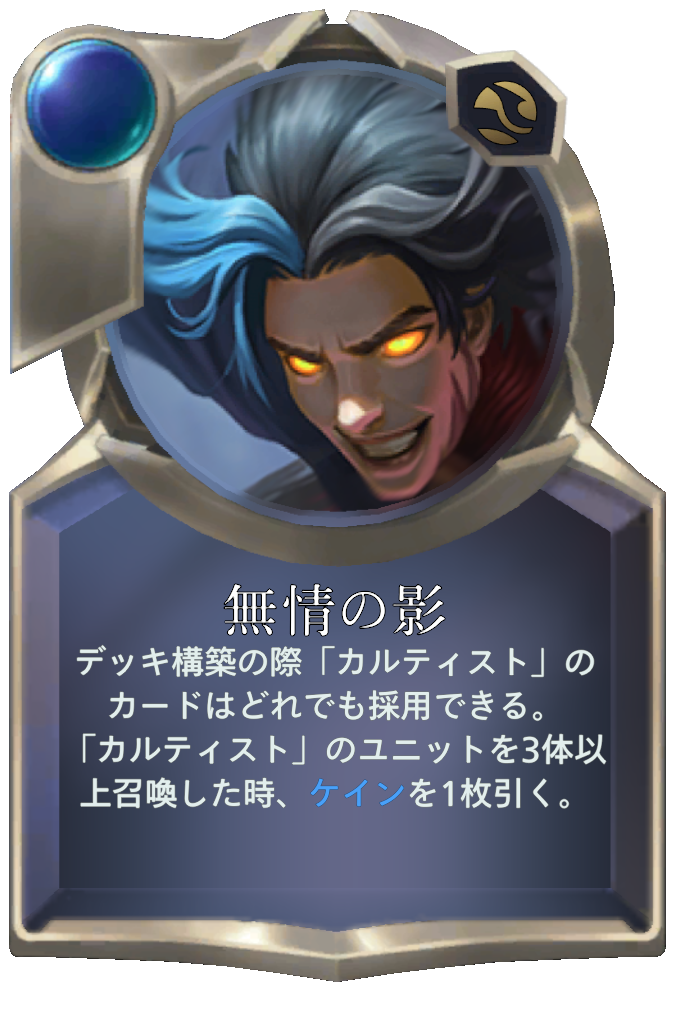 無情の影
デッキ構築の際「カルティスト」の
カードはどれでも採用できる。
「カルティスト」のユニットを3体以
上召喚した時、ケインを1枚引く。